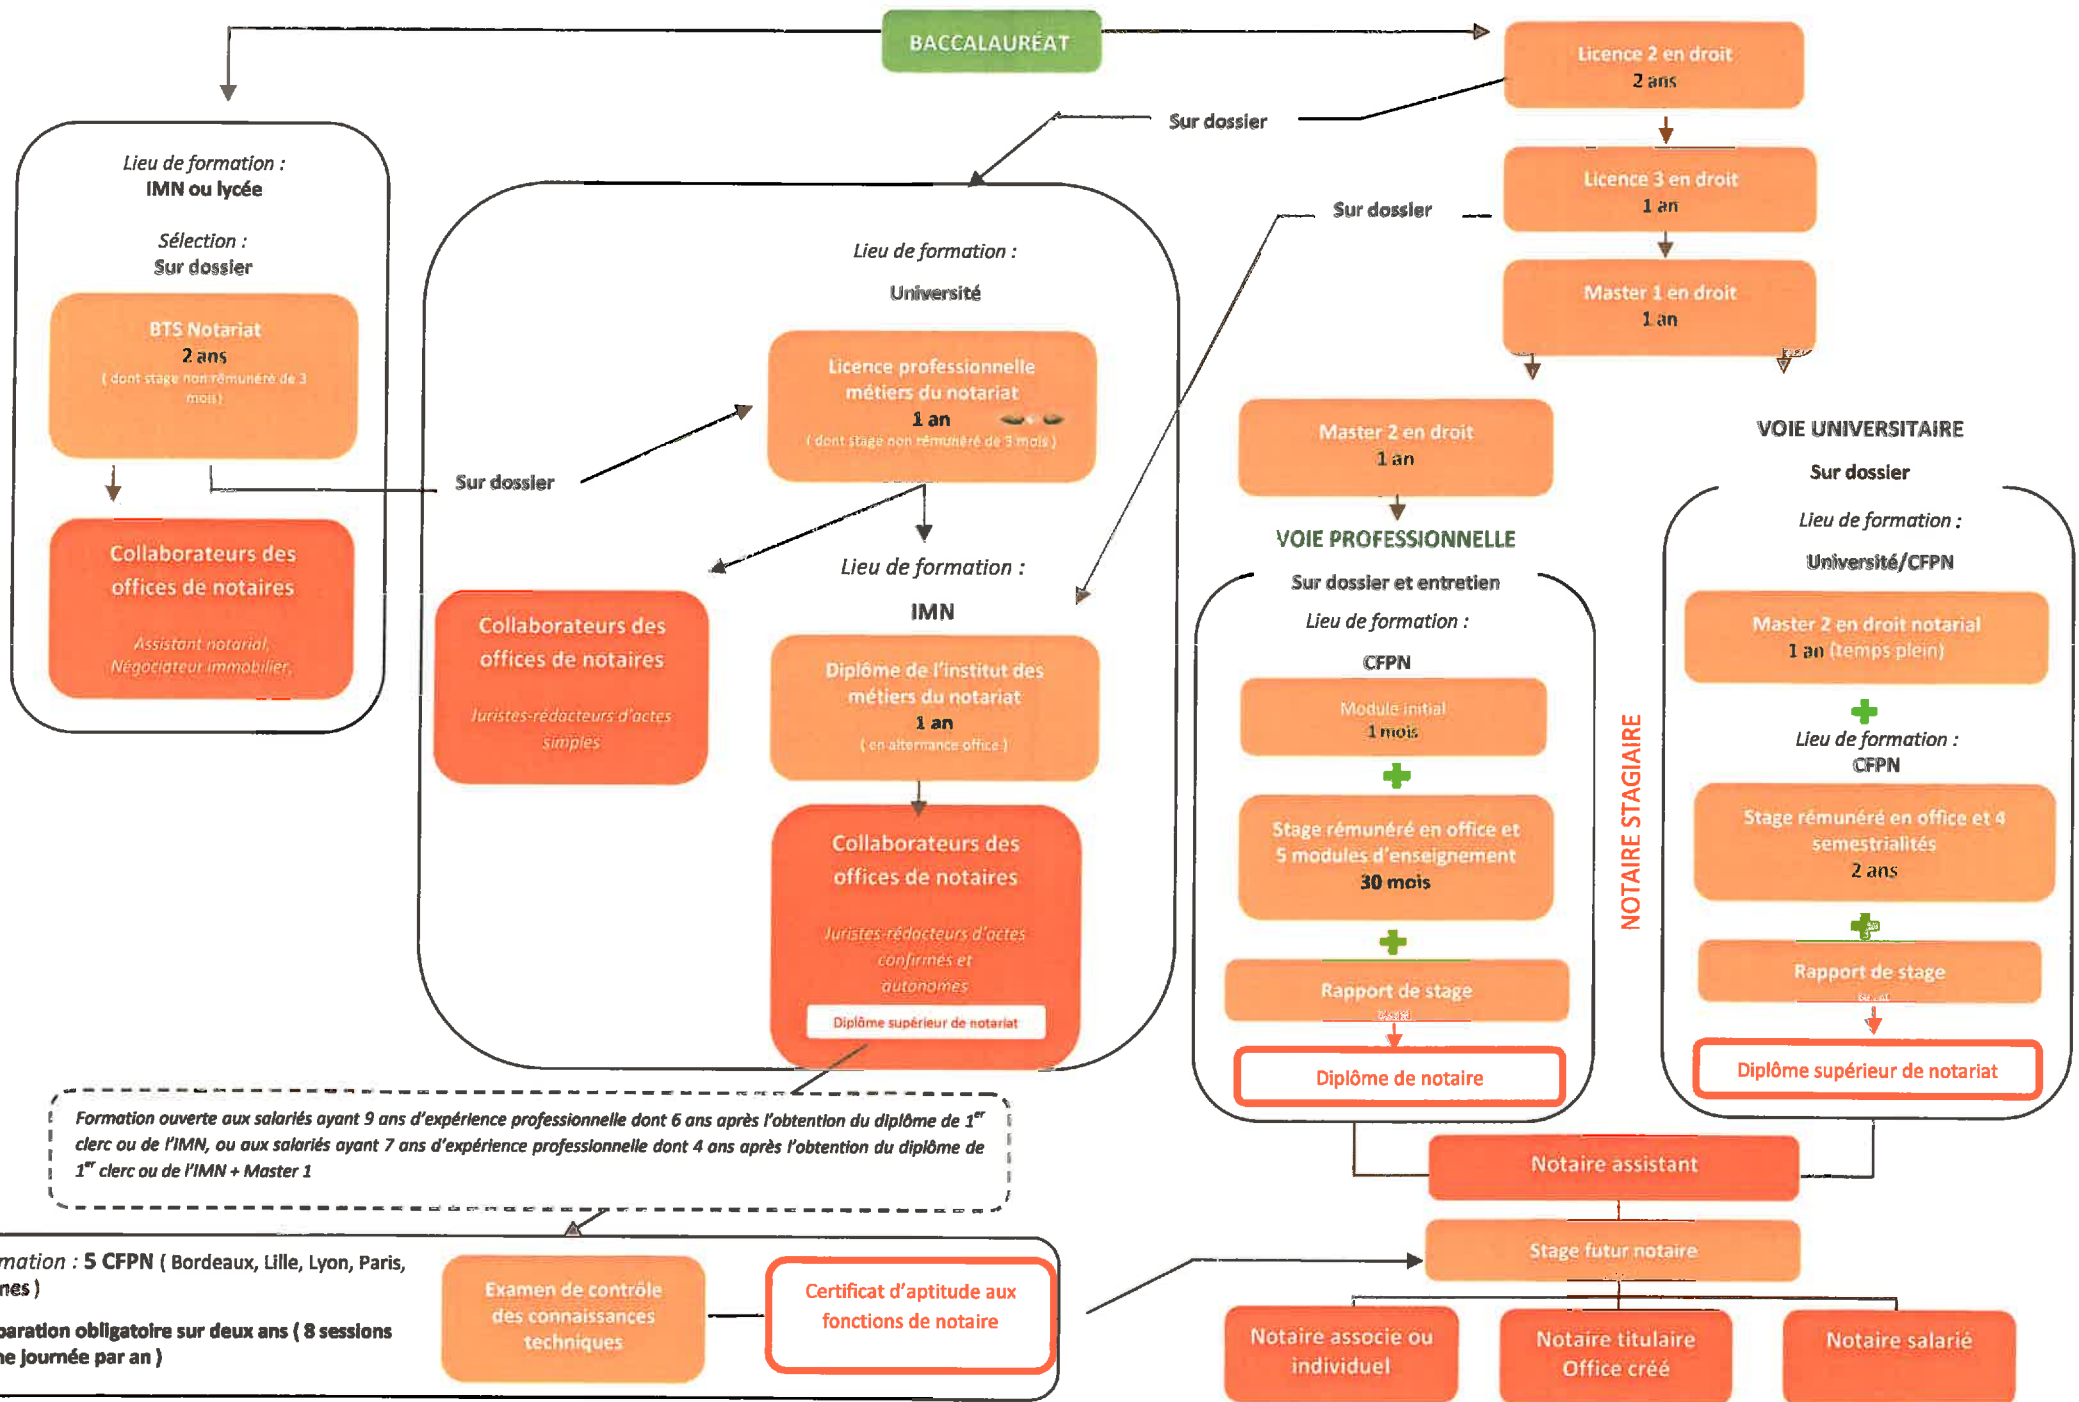 BACCALAURÉAT
Licence 2 en droit
2 ans
Sur dossier
Licence 3 en droit
1 an
Sur dossier
Master 1 en droit
1 an
Lieu de formation :
IMN ou lycée
Sélection :
Sur dossier
BTS Notariat
2 ans
( dont stage non rémunéré de 3
mois)
Collaborateurs des
offices de notaires
Assistant notarial,
Négociateur immobilier,
Sur dossier
Lieu de formation :
Université
Licence professionnelle
métiers du notariat
1 an
( dont stage non rémunéré de 3 mois )
Collaborateurs des
offices de notaires
Juristes-rédacteurs d'actes
simples
Lieu de formation :
IMN
Diplôme de l'institut des
métiers du notariat
1 an
( en alternance office )
Collaborateurs des
offices de notaires
Juristes-rédacteurs d'actes
confirmés et
autonomes
Diplôme supérieur de notariat
Master 2 en droit
1 an
VOIE PROFESSIONNELLE
Sur dossier et entretien
Lieu de formation :
CFPN
Module initial
1 mois
Stage rémunéré en office et
5 modules d'enseignement
30 mois
Rapport de stage
Diplôme de notaire
NOTAIRE STAGIAIRE
VOIE UNIVERSITAIRE
Sur dossier
Lieu de formation :
Université/CFPN
Master 2 en droit notarial
1 an (temps plein)
Lieu de formation :
CFPN
Stage rémunéré en office et 4
semestrialités
2 ans
Rapport de stage
Diplôme supérieur de notariat
Formation ouverte aux salariés ayant 9 ans d'expérience professionnelle dont 6 ans après l'obtention du diplôme de 1er
clerc ou de l'IMN, ou aux salariés ayant 7 ans d'expérience professionnelle dont 4 ans après l'obtention du diplôme de
1er clerc ou de l'IMN + Master 1
mation : 5 CFPN ( Bordeaux, Lille, Lyon, Paris,
nes )
paration obligatoire sur deux ans ( 8 sessions
ne journée par an )
Examen de contrôle
des connaissances
techniques
Certificat d'aptitude aux
fonctions de notaire
Notaire assistant
Stage futur notaire
Notaire associe ou
individuel
Notaire titulaire
Office créé
Notaire salarié